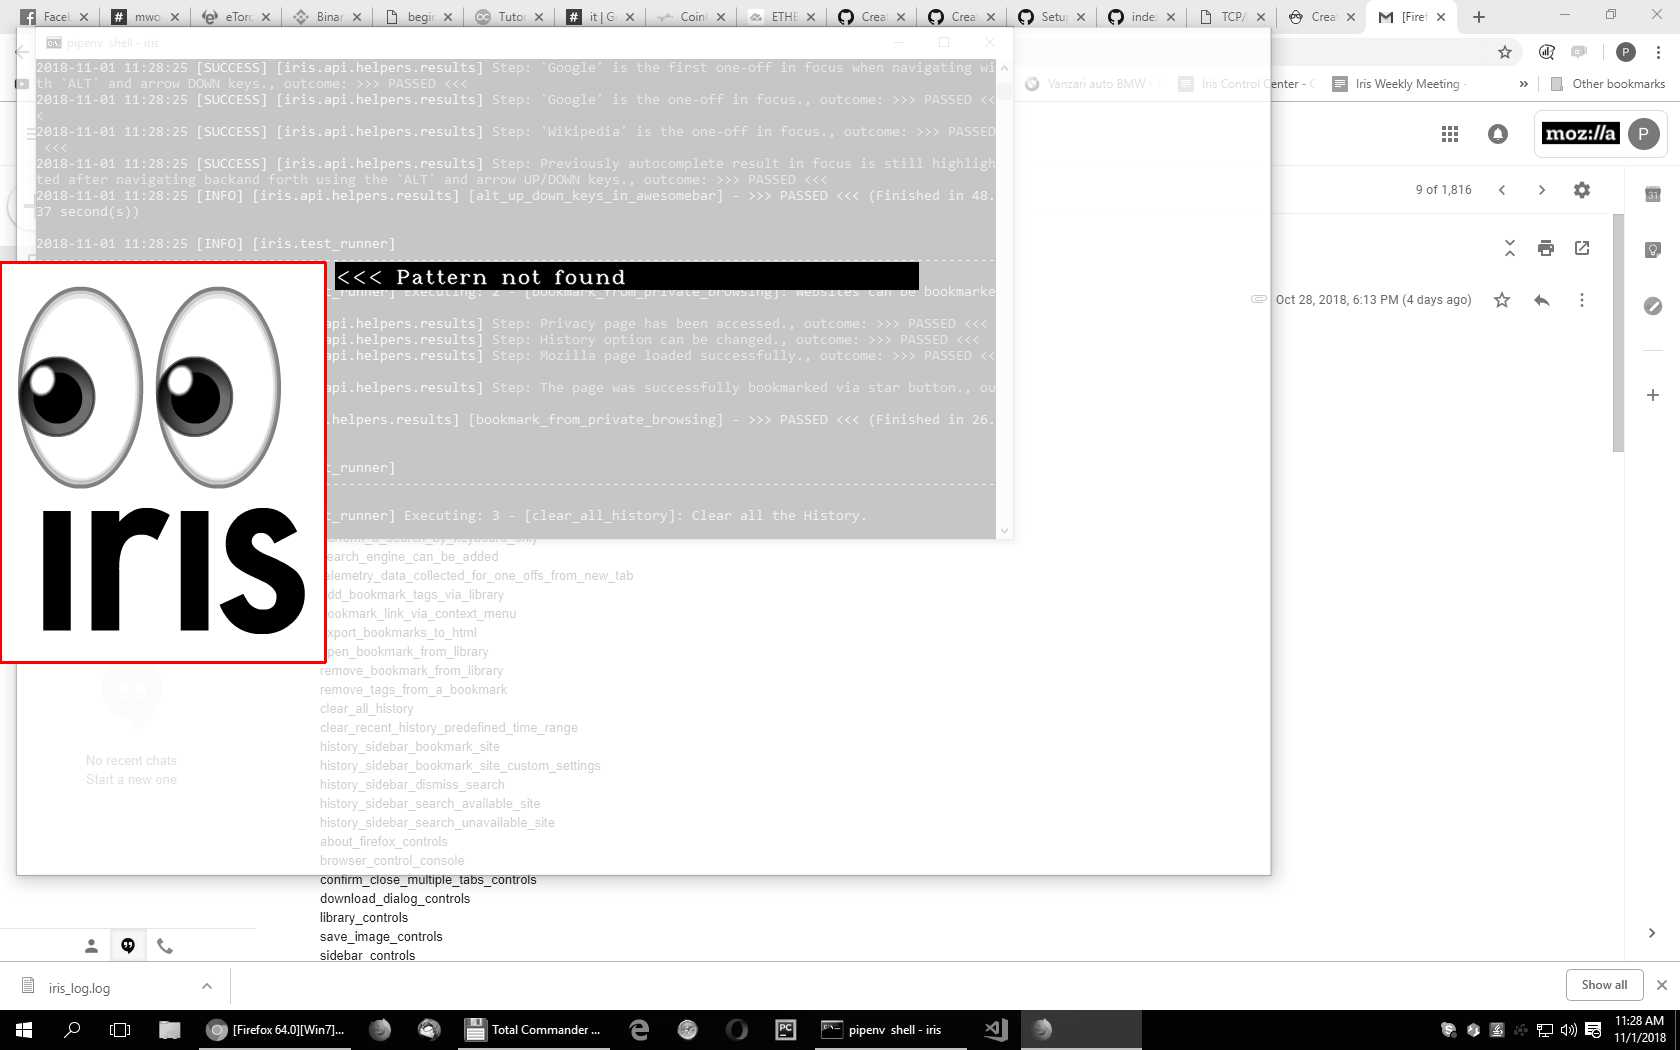 Facel
mwo
eTorc
Binar
begin
Tutor
it | G
Coinl
ETHE
Creat
Crea
Setup
index
TCP/
Creat
[Firef
pipenv shell - iris
Vanzari auto BMW
Iris Control Center -
Iris Weekly Meeting -
»
Other bookmarks
2018-11-01 11:28:25 [SUCCESS] [iris.api.helpers.results] Step: `Google` is the first one-off in focus when navigating wi
th `ALT` and arrow DOWN keys., outcome: >>> PASSED <<<
2018-11-01 11:28:25 [SUCCESS] [iris.api.helpers.results] Step: `Google` is the one-off in focus., outcome: >>> PASSED <<
<
2018-11-01 11:28:25 [SUCCESS] [iris.api.helpers.results] Step: `Wikipedia` is the one-off in focus., outcome: >>> PASSED
<<<
2018-11-01 11:28:25 [SUCCESS] [iris.api.helpers.results] Step: Previously autocomplete result in focus is still highligh
ted after navigating backand forth using the `ALT` and arrow UP/DOWN keys., outcome: >>> PASSED <<<
2018-11-01 11:28:25 [INFO] [iris.api.helpers.results] [alt_up_down_keys_in_awesomebar] - >>> PASSED <<< (Finished in 48.
37 second(s))
2018-11-01 11:28:25 [INFO] [iris.test_runner]
moz://a
P
9 of 1,816
<<< Pattern not found
t_runner] Executing: 2 - [bookmark_from_private_browsing]: Websites can be bookmarke
Oct 28, 2018, 6:13 PM (4 days ago)
api.helpers.results] Step: Privacy page has been accessed., outcome: >>> PASSED <<<
api.helpers.results] Step: History option can be changed., outcome: >>> PASSED <<<
api.helpers.results] Step: Mozilla page loaded successfully., outcome: >>> PASSED <<
api.helpers.results] Step: The page was successfully bookmarked via star button., ou
.helpers.results] [bookmark_from_private_browsing] - >>> PASSED <<< (Finished in 26.
t_runner]
t_runner] Executing: 3 - [clear_all_history]: Clear all the History.
iris
earch_engine_can_be_added
elemetry_data_collected_for_one_offs_from_new_tab
dd_bookmark_tags_via_library
ookmark_link_via_context_menu
xport_bookmarks_to_html
pen_bookmark_from_library
remove_bookmark_from_library
remove_tags_from_a_bookmark
clear_all_history
clear_recent_history_predefined_time_range
history_sidebar_bookmark_site
history_sidebar_bookmark_site_custom_settings
history_sidebar_dismiss_search
history_sidebar_search_available_site
history_sidebar_search_unavailable_site
about_firefox_controls
browser_control_console
confirm_close_multiple_tabs_controls
download_dialog_controls
library_controls
save_image_controls
sidebar_controls
No recent chats
Start a new one
iris_log.log
Show all
[Firefox 64.0][Win7]...
Total Commander ...
pipenv shell - iris
11:28 AM
11/1/2018